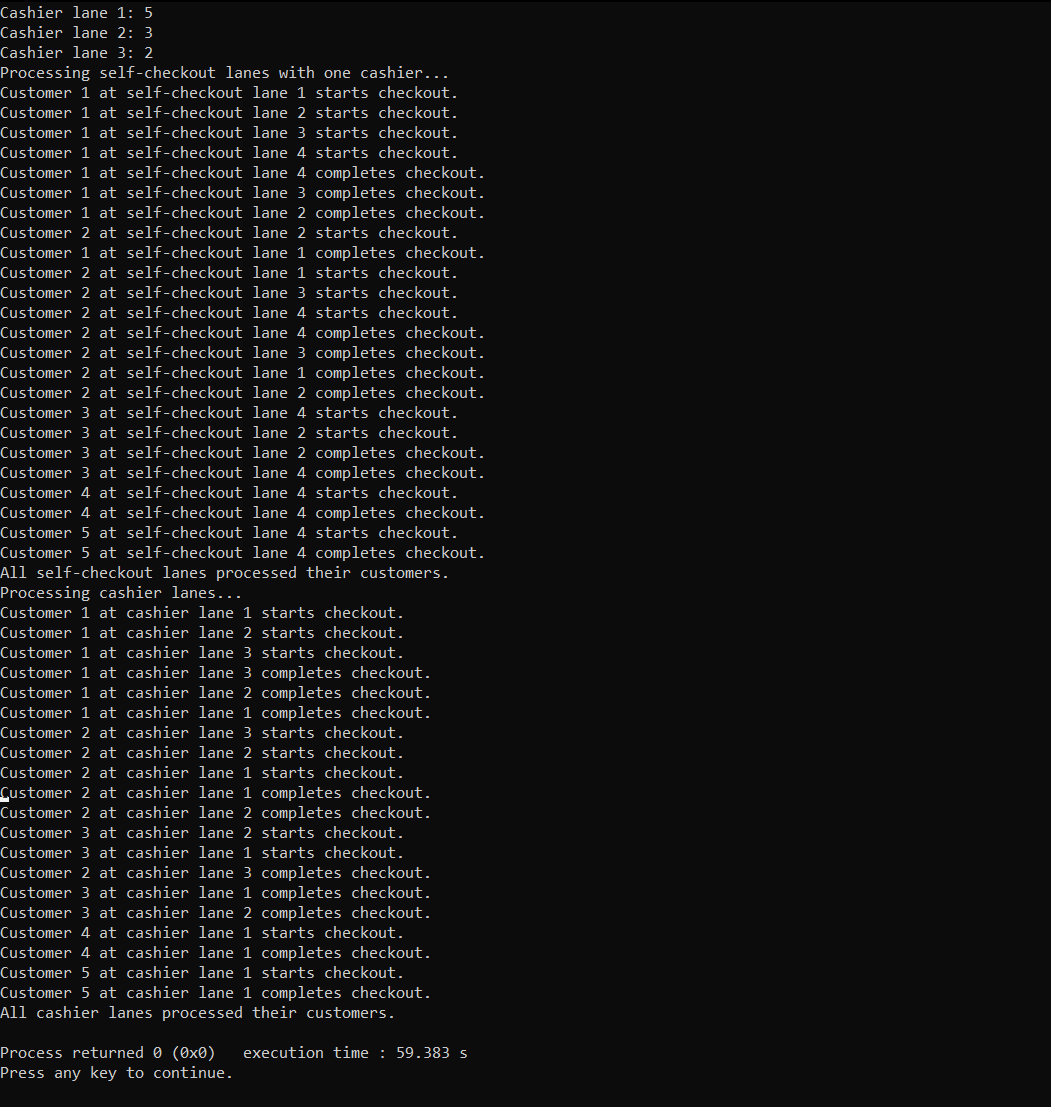 Cashier lane 1: 5
Cashier lane 2: 3
Cashier lane 3: 2
Processing self-checkout lanes with one cashier...
Customer 1 at self-checkout lane 1 starts checkout.
Customer 1 at self-checkout lane 2 starts checkout.
Customer 1 at self-checkout lane 3 starts checkout.
Customer 1 at self-checkout lane 4 starts checkout.
Customer 1 at self-checkout lane 4 completes checkout.
Customer 1 at self-checkout lane 3 completes checkout.
Customer 1 at self-checkout lane 2 completes checkout.
Customer 2 at self-checkout lane 2 starts checkout.
Customer 1 at self-checkout lane 1 completes checkout.
Customer 2 at self-checkout lane 1 starts checkout.
Customer 2 at self-checkout lane 3 starts checkout.
Customer 2 at self-checkout lane 4 starts checkout.
Customer 2 at self-checkout lane 4 completes checkout.
Customer 2 at self-checkout lane 3 completes checkout.
Customer 2 at self-checkout lane 1 completes checkout.
Customer 2 at self-checkout lane 2 completes checkout.
Customer 3 at self-checkout lane 4 starts checkout.
Customer 3 at self-checkout lane 2 starts checkout.
Customer 3 at self-checkout lane 2 completes checkout.
Customer 3 at self-checkout lane 4 completes checkout.
Customer 4 at self-checkout lane 4 starts checkout.
Customer 4 at self-checkout lane 4 completes checkout.
Customer 5 at self-checkout lane 4 starts checkout.
Customer 5 at self-checkout lane 4 completes checkout.
All self-checkout lanes processed their customers.
Processing cashier lanes...
Customer 1 at cashier lane 1 starts checkout.
Customer 1 at cashier lane 2 starts checkout.
Customer 1 at cashier lane 3 starts checkout.
Customer 1 at cashier lane 3 completes checkout.
Customer 1 at cashier lane 2 completes checkout.
Customer 1 at cashier lane 1 completes checkout.
Customer 2 at cashier lane 3 starts checkout.
Customer 2 at cashier lane 2 starts checkout.
Customer 2 at cashier lane 1 starts checkout.
Customer 2 at cashier lane 1 completes checkout.
Customer 2 at cashier lane 2 completes checkout.
Customer 3 at cashier lane 2 starts checkout.
Customer 3 at cashier lane 1 starts checkout.
Customer 2 at cashier lane 3 completes checkout.
Customer 3 at cashier lane 1 completes checkout.
Customer 3 at cashier lane 2 completes checkout.
Customer 4 at cashier lane 1 starts checkout.
Customer 4 at cashier lane 1 completes checkout.
Customer 5 at cashier lane 1 starts checkout.
Customer 5 at cashier lane 1 completes checkout.
All cashier lanes processed their customers.
Process returned 0 (0x0)   execution time : 59.383 s
Press any key to continue.